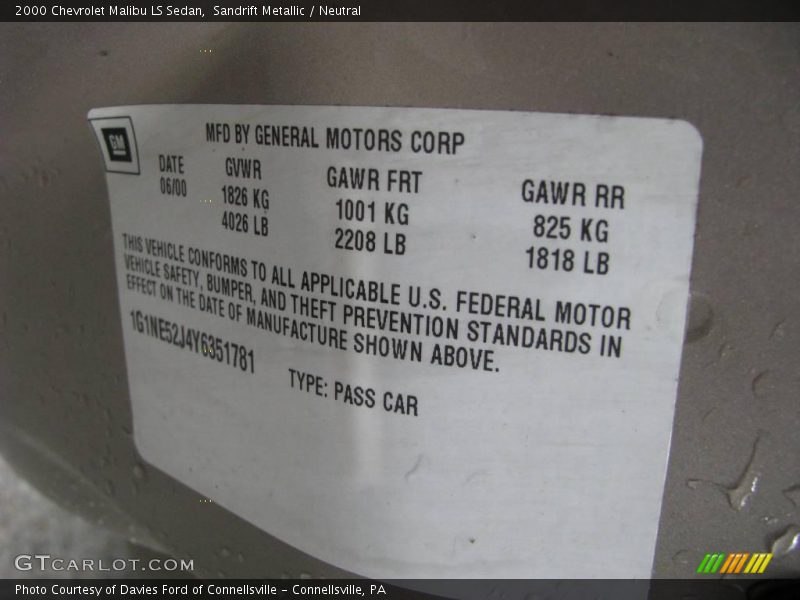 2000 Chevrolet Malibu LS Sedan, Sandrift Metallic / Neutral
GM
MFD BY GENERAL MOTORS CORP
DATE GVWR GAWR FRT GAWR RR
06/00 1826 KG 1001 KG 825 KG
4026 LB 2208 LB 1818 LB
THIS VEHICLE CONFORMS TO ALL APPLICABLE U.S. FEDERAL MOTOR
VEHICLE SAFETY, BUMPER, AND THEFT PREVENTION STANDARDS IN
EFFECT ON THE DATE OF MANUFACTURE SHOWN ABOVE.
1G1NE52J4Y6351781 TYPE: PASS CAR
GTCARLOT.COM
Photo Courtesy of Davies Ford of Connellsville - Connellsville, PA